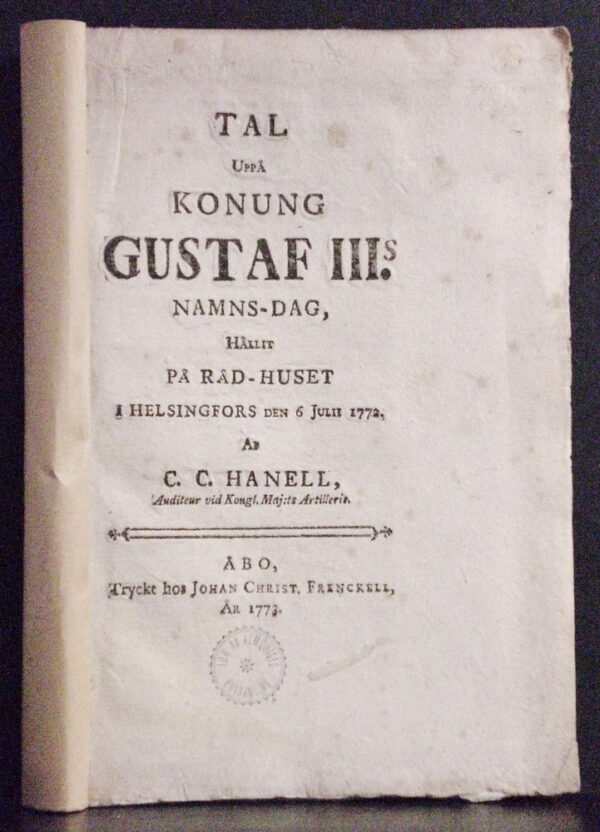 TAL
UPPÅ
KONUNG
GUSTAF III.S
NAMNS-DAG,
HÅLLIT
PÅ RÅD-HUSET
I HELSINGFORS DEN 6 JULII 1772.
AF
C. C. HANELL,
Auditeur vid Kongl. Maj:ts Artillerie.
ÅBO,
Tryckt hos JOHAN CHRIST. FRENCKELL,
ÅR 1773.